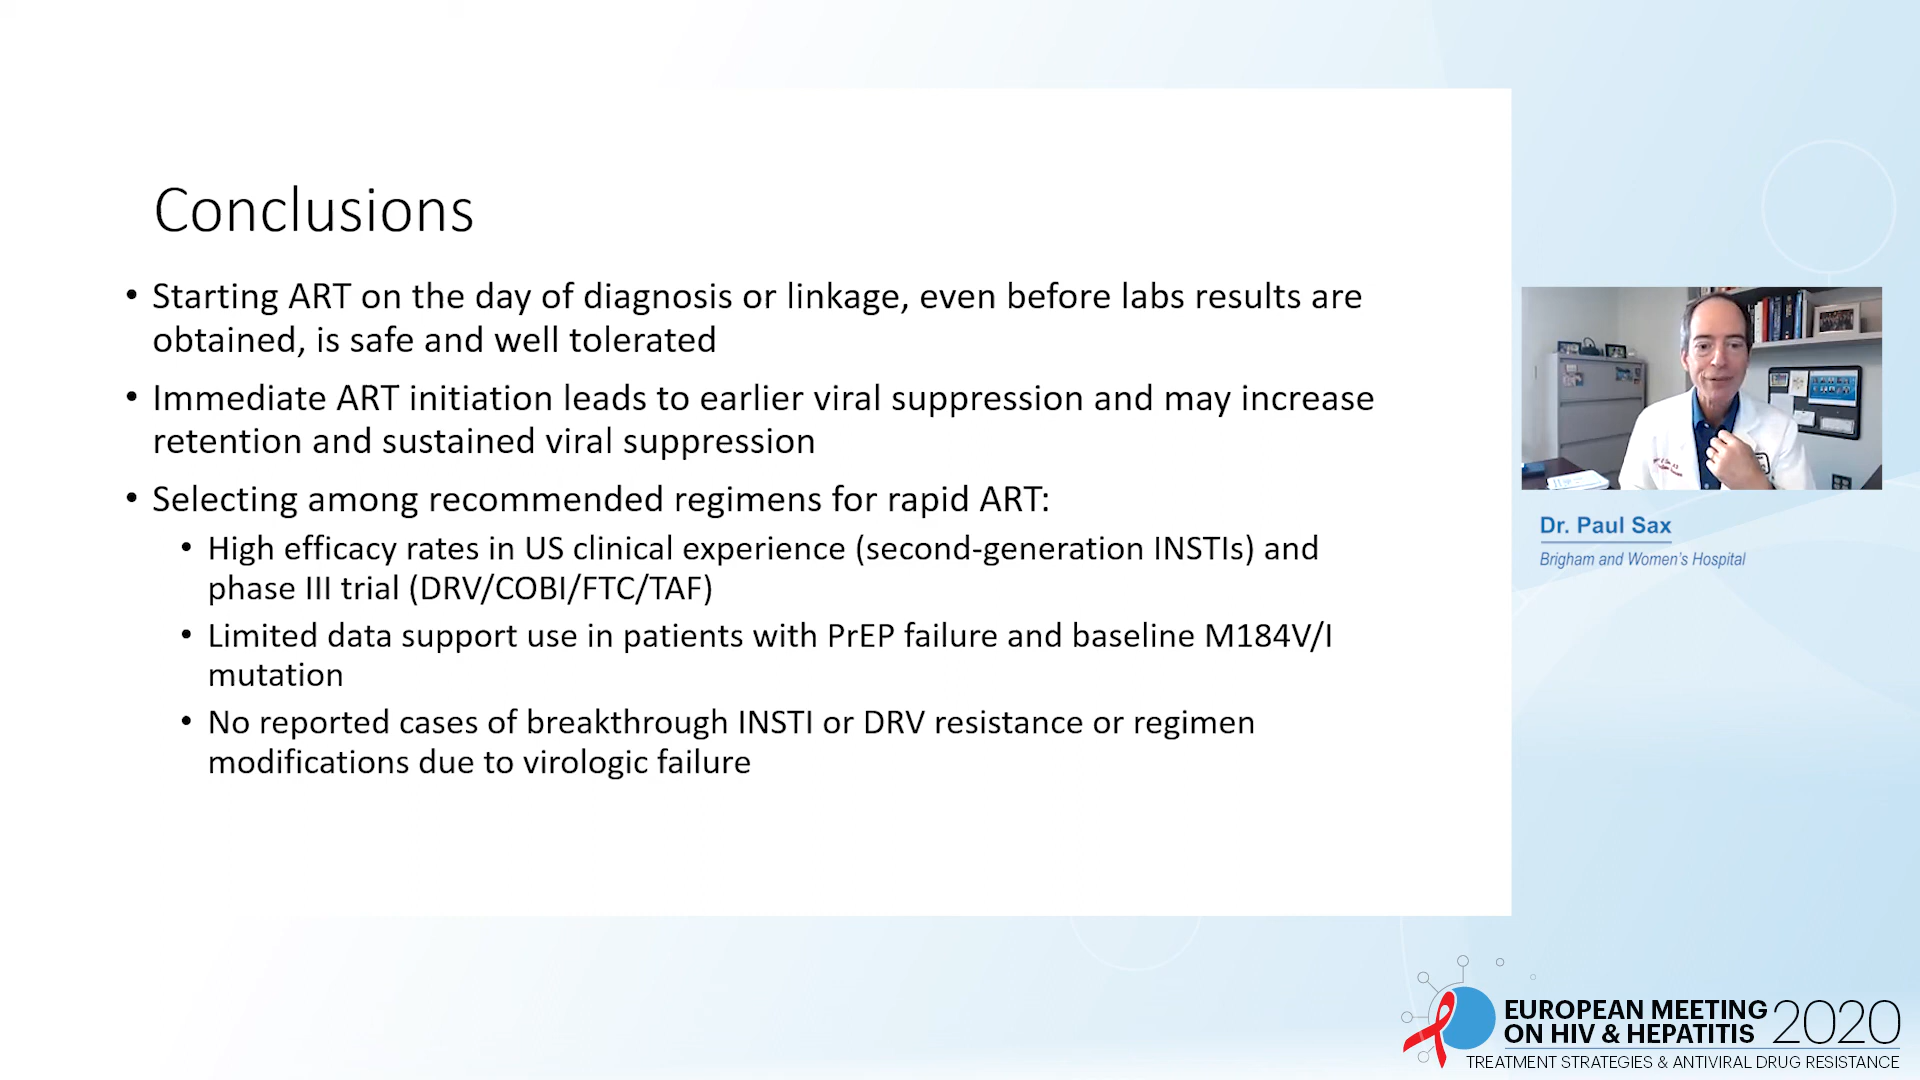 Conclusions
• Starting ART on the day of diagnosis or linkage, even before labs results are
obtained, is safe and well tolerated
• Immediate ART initiation leads to earlier viral suppression and may increase
retention and sustained viral suppression
• Selecting among recommended regimens for rapid ART:
• High efficacy rates in US clinical experience (second-generation INSTIs) and
phase III trial (DRV/COBI/FTC/TAF)
• Limited data support use in patients with PrEP failure and baseline M184V/I
mutation
• No reported cases of breakthrough INSTI or DRV resistance or regimen
modifications due to virologic failure
Dr. Paul Sax
Brigham and Women's Hospital
EUROPEAN MEETING
ON HIV & HEPATITIS 2020
TREATMENT STRATEGIES & ANTIVIRAL DRUG RESISTANCE